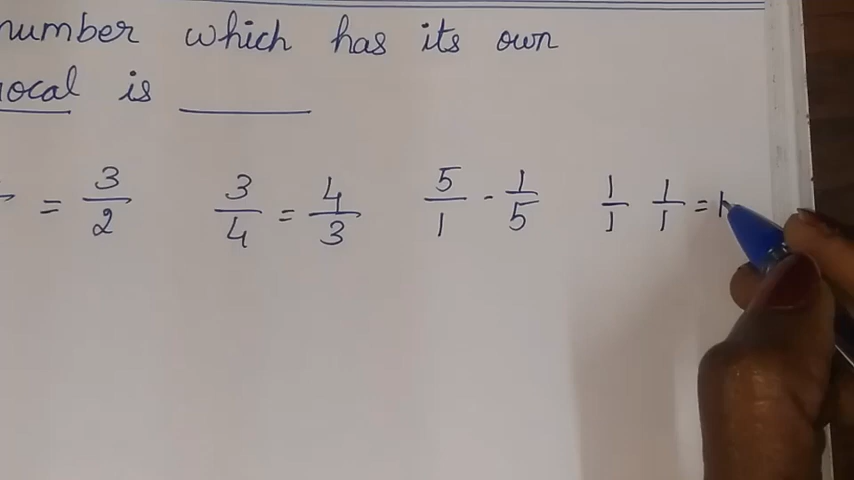 number which has its own
ocal is ______
= 3/2 3/4 = 4/3 5/1 - 1/5 1/1 1/1 = 1